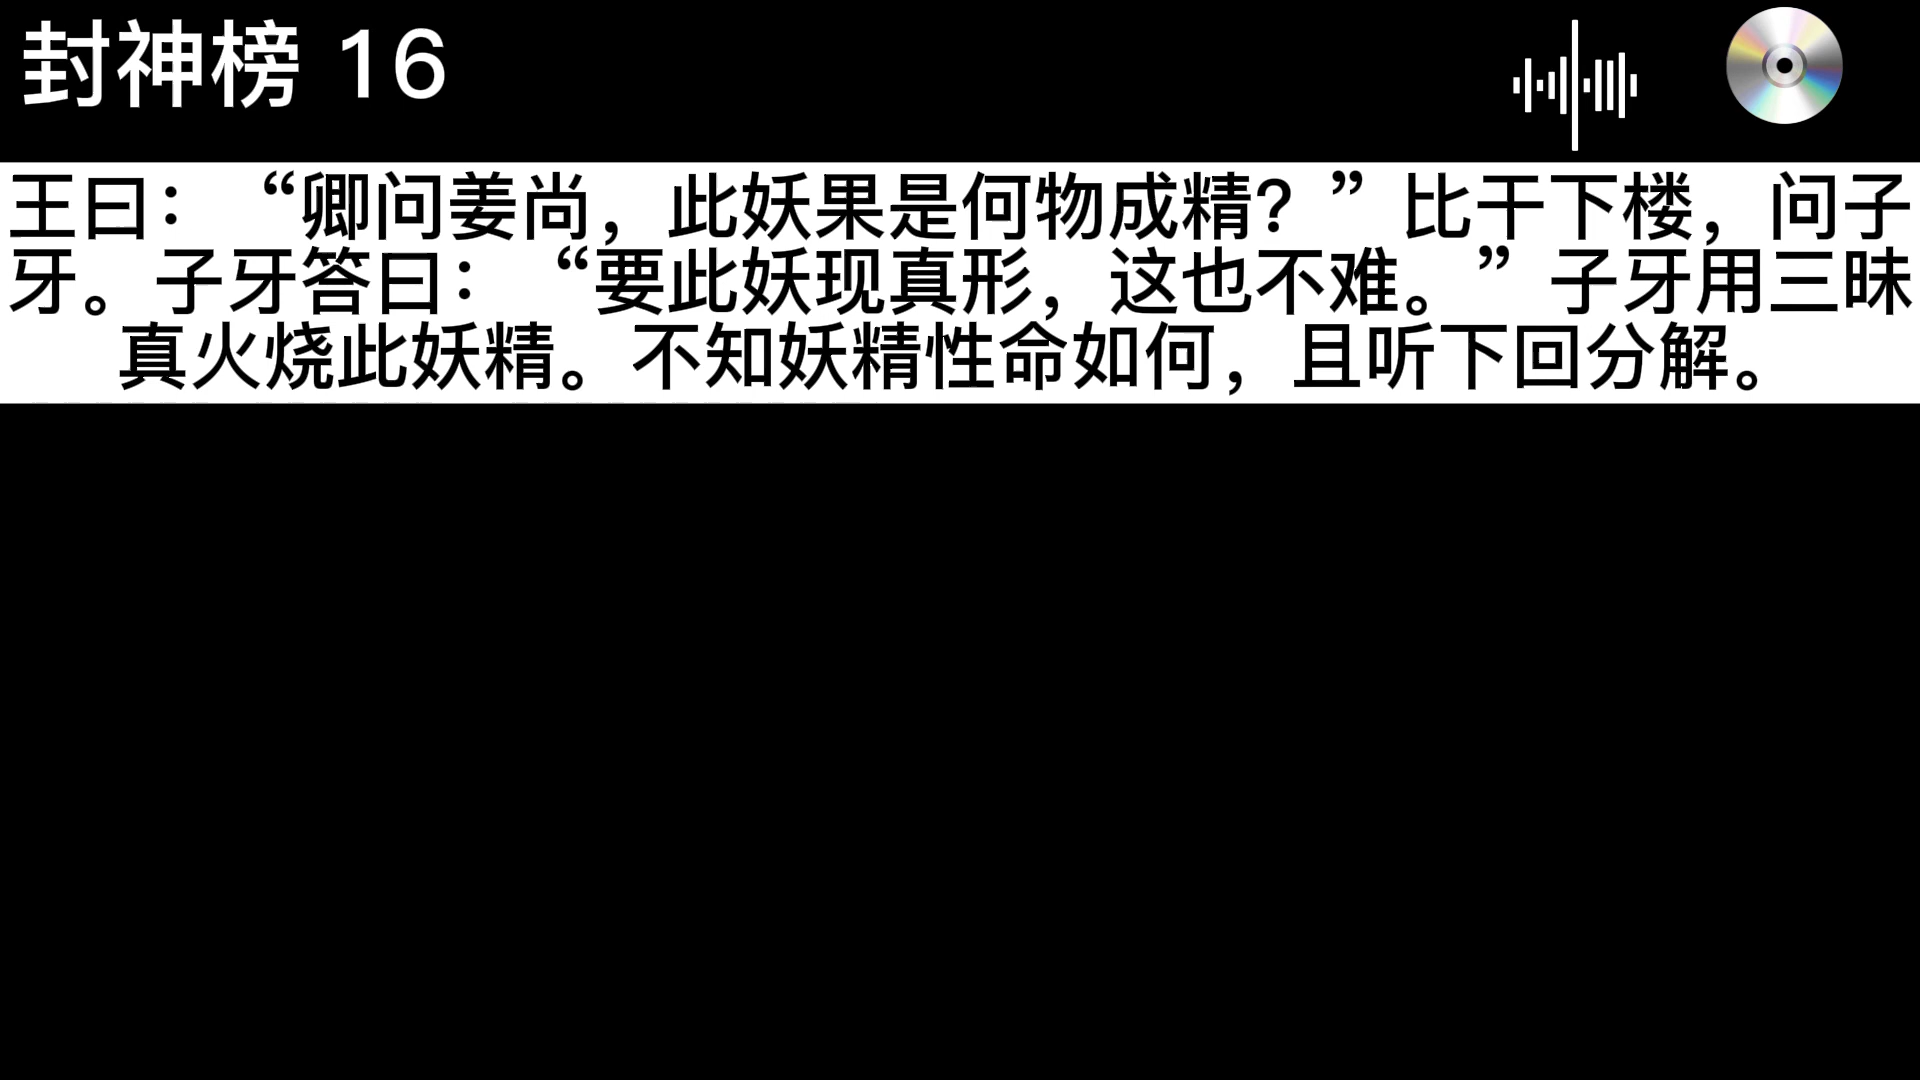 封神榜 16
王曰：“卿问姜尚，此妖果是何物成精？”比干下楼，问子
牙。子牙答曰：“要此妖现真形，这也不难。”子牙用三昧
真火烧此妖精。不知妖精性命如何，且听下回分解。